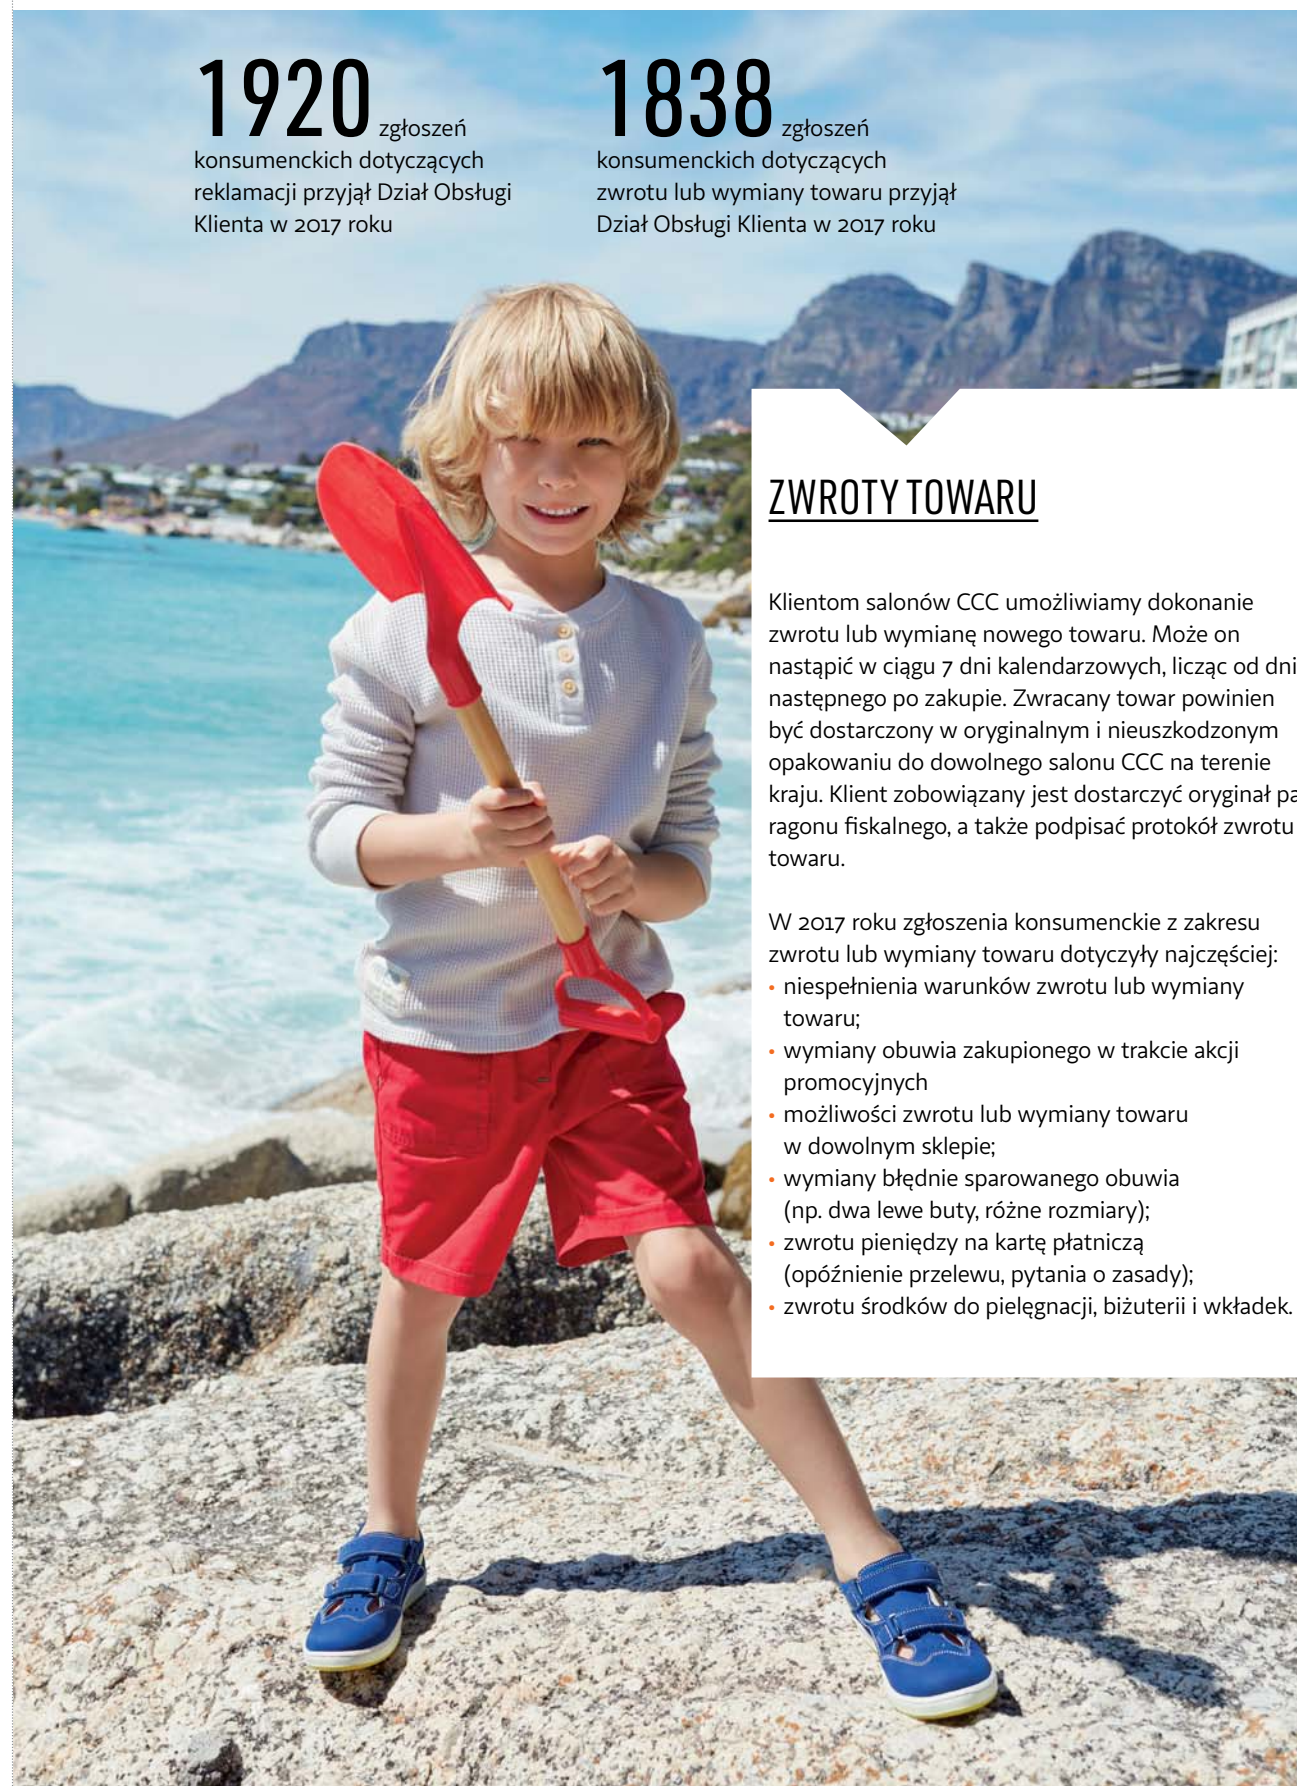 1920 zgłoszeń
konsumenckich dotyczących
reklamacji przyjął Dział Obsługi
Klienta w 2017 roku
1838 zgłoszeń
konsumenckich dotyczących
zwrotu lub wymiany towaru przyjął
Dział Obsługi Klienta w 2017 roku
ZWROTY TOWARU
Klientom salonów CCC umożliwiamy dokonanie
zwrotu lub wymianę nowego towaru. Może on
nastąpić w ciągu 7 dni kalendarzowych, licząc od dni
następnego po zakupie. Zwracany towar powinien
być dostarczony w oryginalnym i nieuszkodzonym
opakowaniu do dowolnego salonu CCC na terenie
kraju. Klient zobowiązany jest dostarczyć oryginał pa
ragonu fiskalnego, a także podpisać protokół zwrotu
towaru.
W 2017 roku zgłoszenia konsumenckie z zakresu
zwrotu lub wymiany towaru dotyczyły najczęściej:
• niespełnienia warunków zwrotu lub wymiany
towaru;
• wymiany obuwia zakupionego w trakcie akcji
promocyjnych
• możliwości zwrotu lub wymiany towaru
w dowolnym sklepie;
• wymiany błędnie sparowanego obuwia
(np. dwa lewe buty, różne rozmiary);
• zwrotu pieniędzy na kartę płatniczą
(opóźnienie przelewu, pytania o zasady);
• zwrotu środków do pielęgnacji, biżuterii i wkładek.